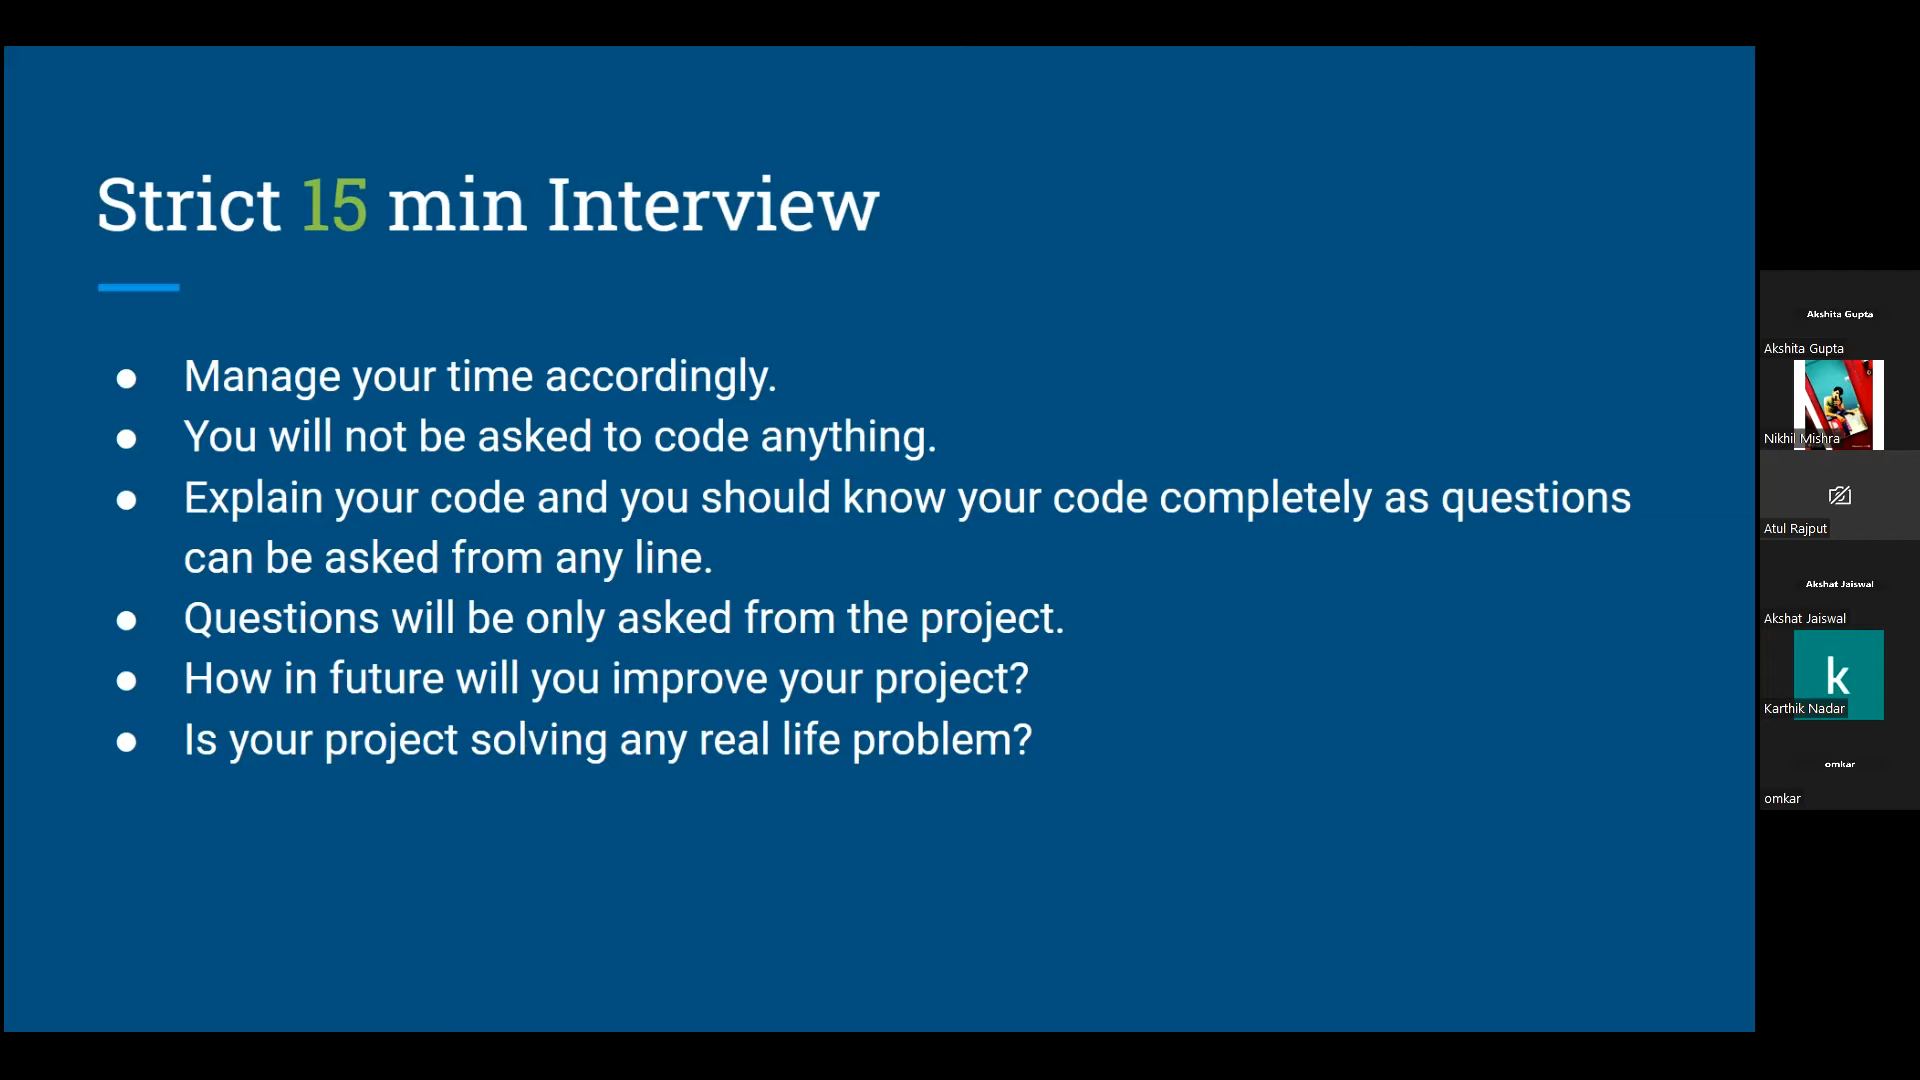 Strict 15 min Interview
● Manage your time accordingly.
● You will not be asked to code anything.
● Explain your code and you should know your code completely as questions
can be asked from any line.
● Questions will be only asked from the project.
● How in future will you improve your project?
● Is your project solving any real life problem?
Akshita Gupta
Akshita Gupta
Nikhil Mishra
Atul Rajput
Akshat Jaiswal
Akshat Jaiswal
k
Karthik Nadar
omkar
omkar